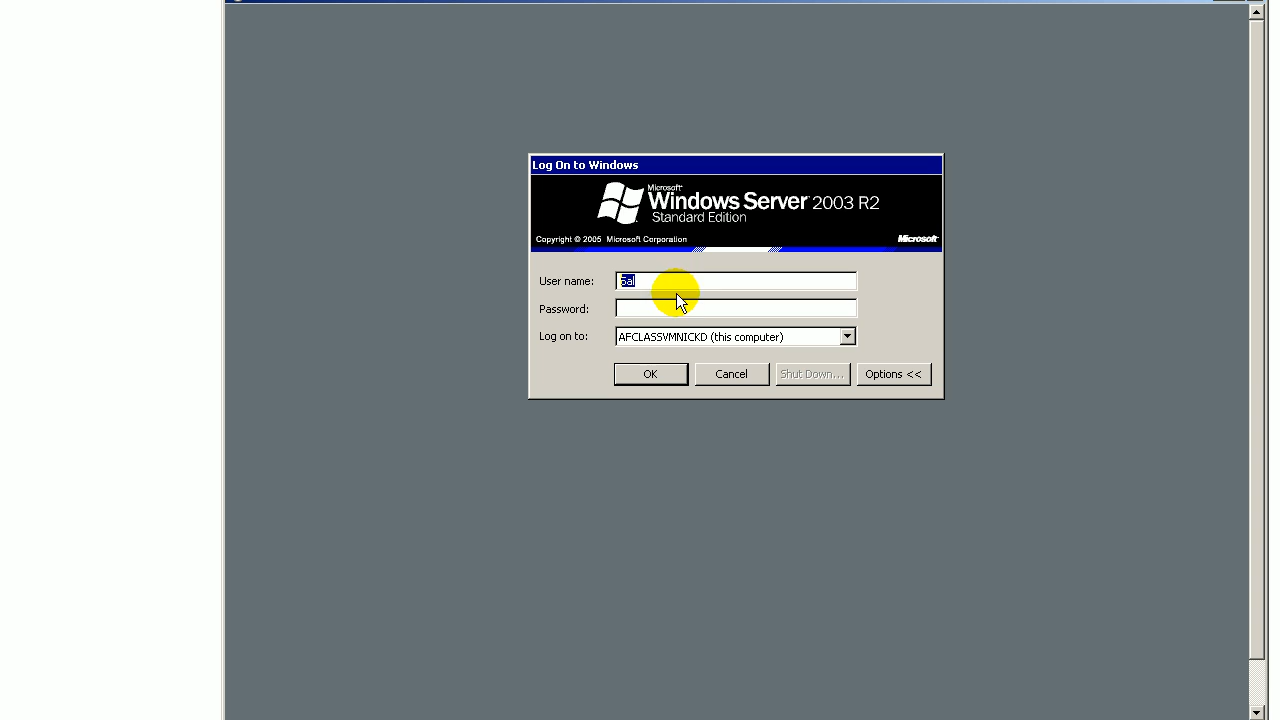 Log On to Windows
Microsoft
Windows Server 2003 R2
Standard Edition
Copyright © 2005 Microsoft Corporation
Microsoft
User name:
Password:
Log on to: AFCLASSVMNICKD (this computer)
OK Cancel Shut Down... Options <<